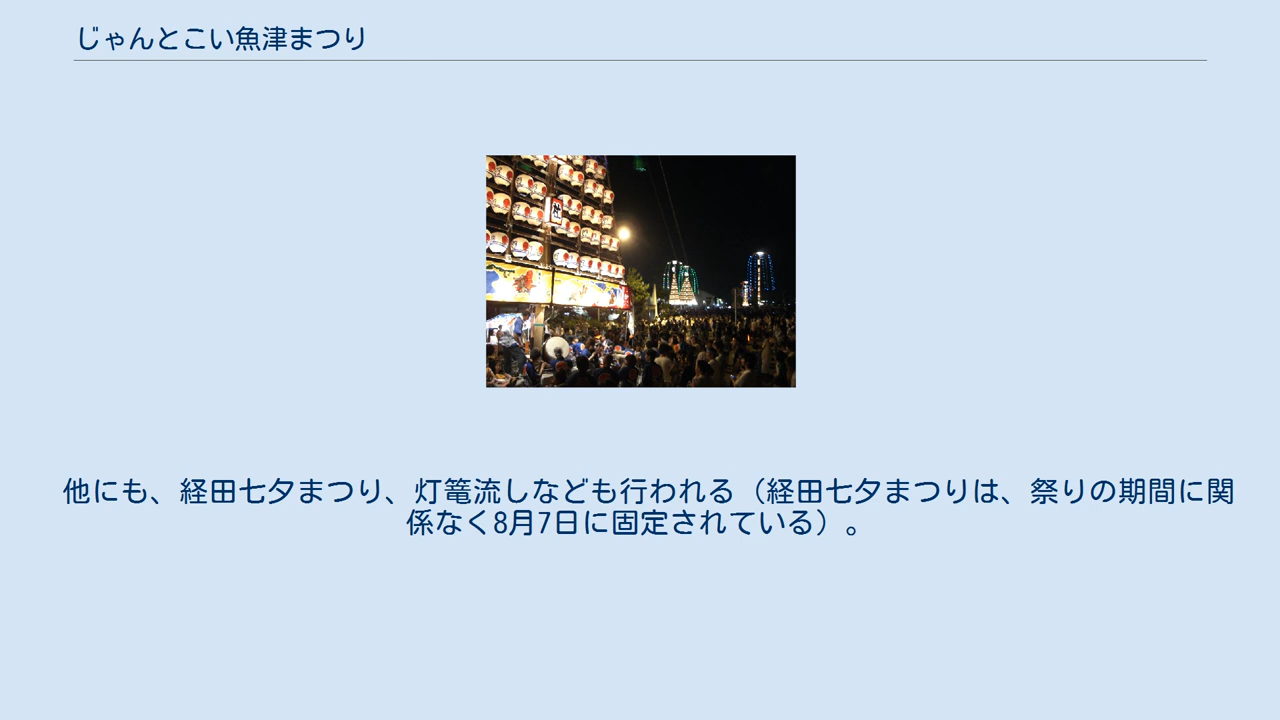 じゃんとこい魚津まつり
他にも、経田七夕まつり、灯篭流しなども行われる（経田七夕まつりは、祭りの期間に関
係なく8月7日に固定されている）。